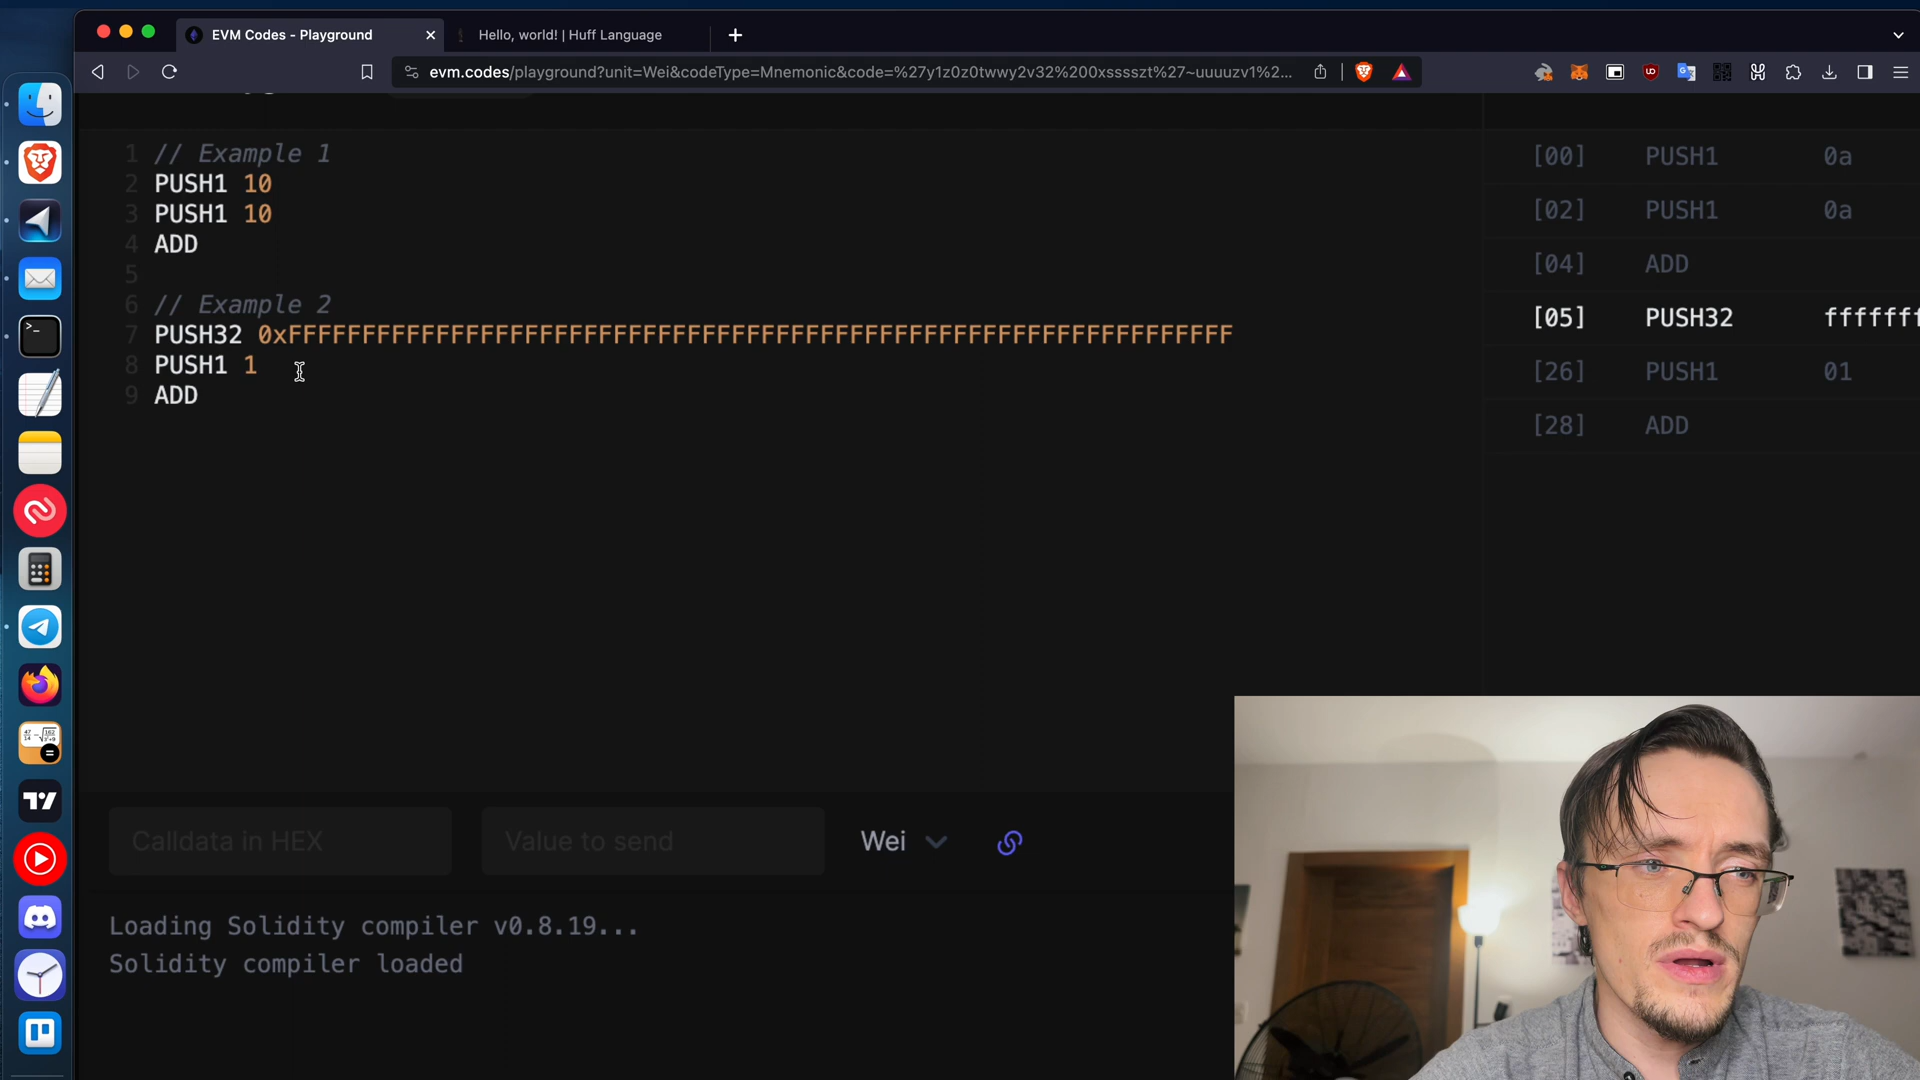 EVM Codes - Playground
Hello, world! | Huff Language
evm.codes/playground?unit=Wei&codeType=Mnemonic&code=%27y1z0z0twwy2v32%200xsssszt%27~uuuuzv1%2...
1 // Example 1
2 PUSH1 10
3 PUSH1 10
4 ADD
5
6 // Example 2
7 PUSH32 0xFFFFFFFFFFFFFFFFFFFFFFFFFFFFFFFFFFFFFFFFFFFFFFFFFFFFFFFFFFFFFFFF
8 PUSH1 1
9 ADD
[00] PUSH1 0a
[02] PUSH1 0a
[04] ADD
[05] PUSH32 fffffff
[26] PUSH1 01
[28] ADD
Calldata in HEX
Value to send
Wei
Loading Solidity compiler v0.8.19...
Solidity compiler loaded